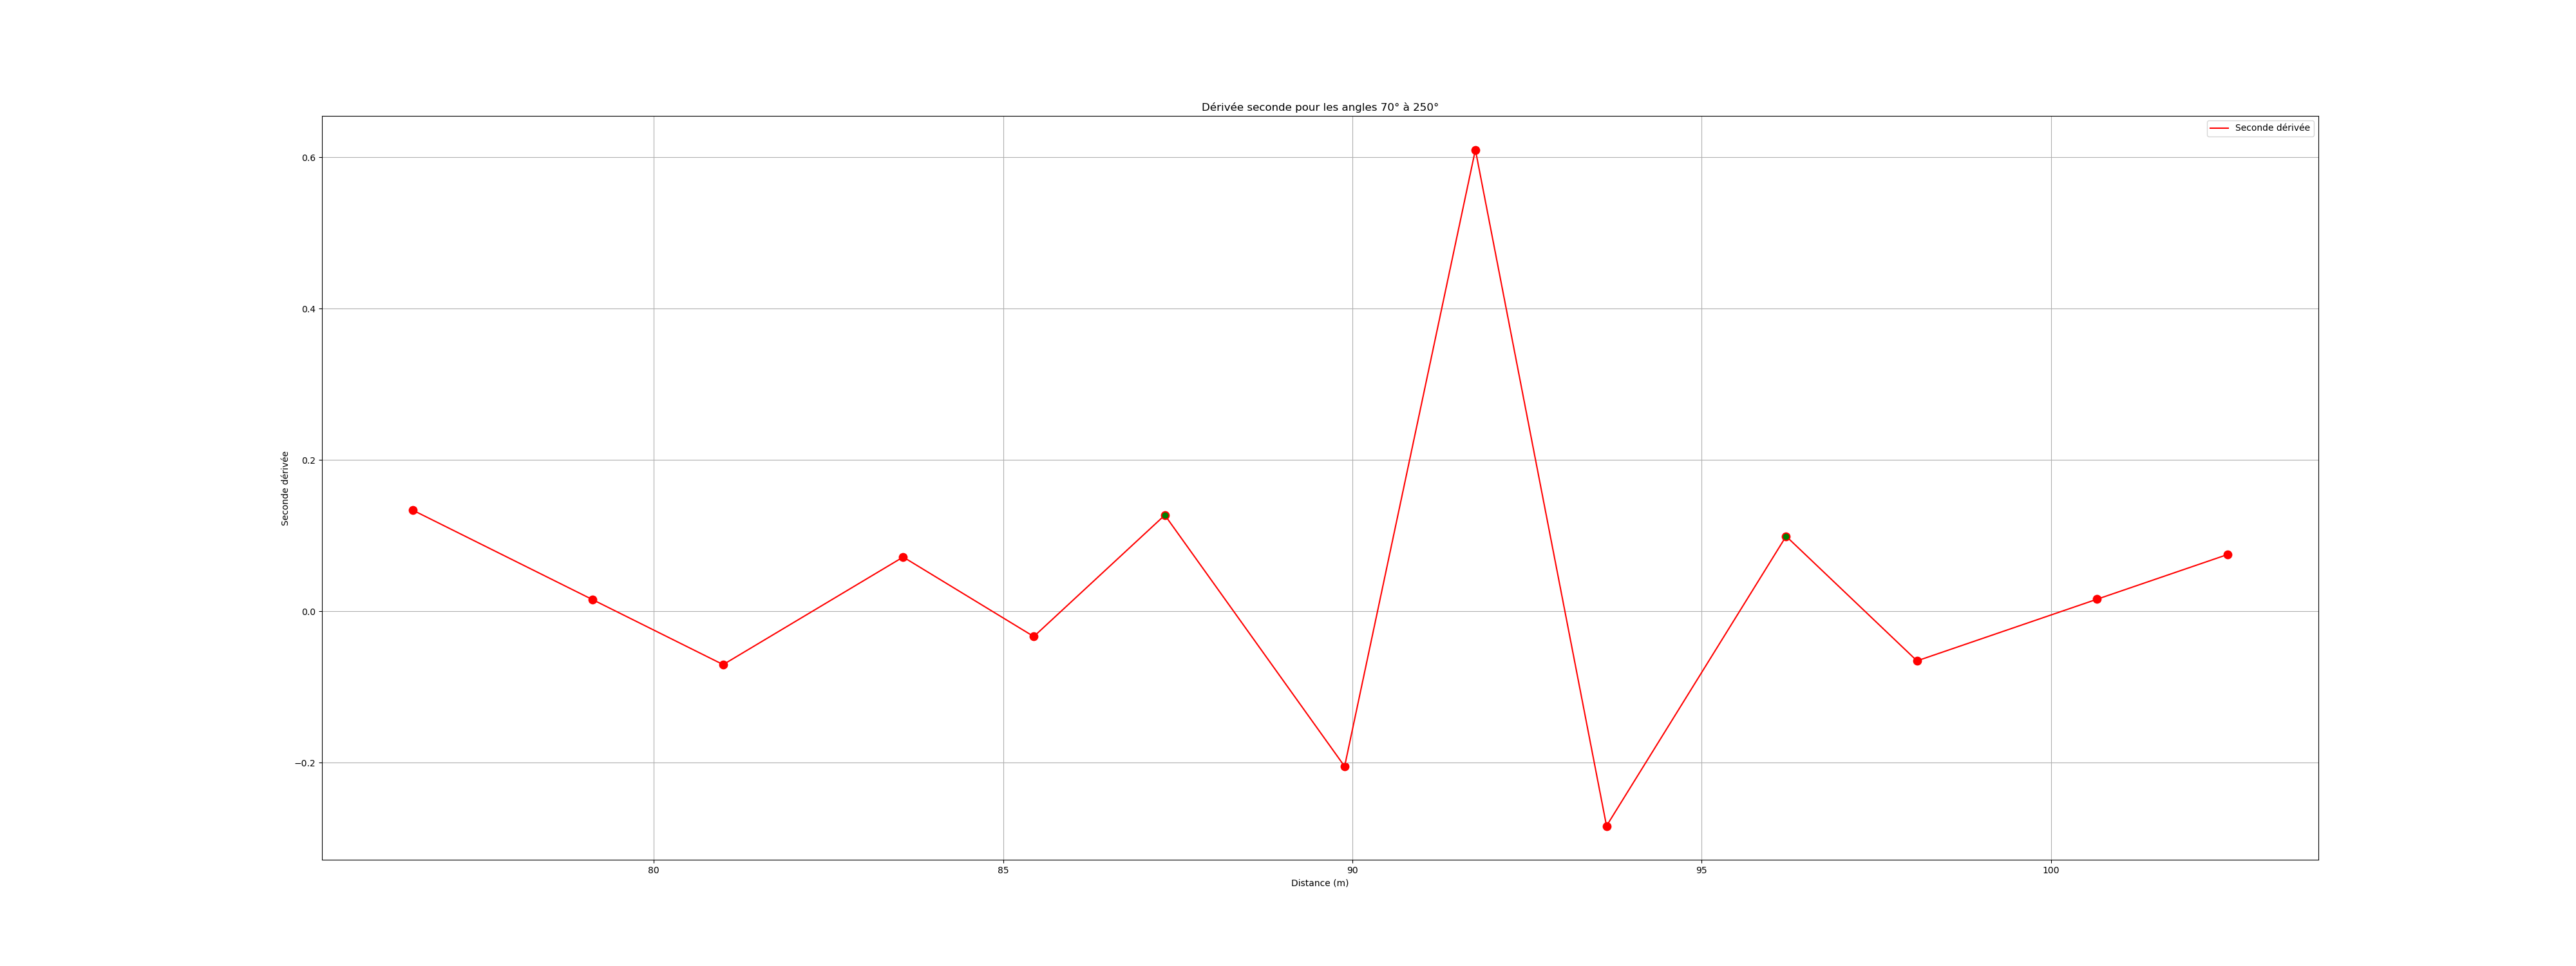 Dérivée seconde pour les angles 70° à 250°
Seconde dérivée
0.6
0.4
0.2
0.0
−0.2
Seconde dérivée
80
85
90
95
100
Distance (m)